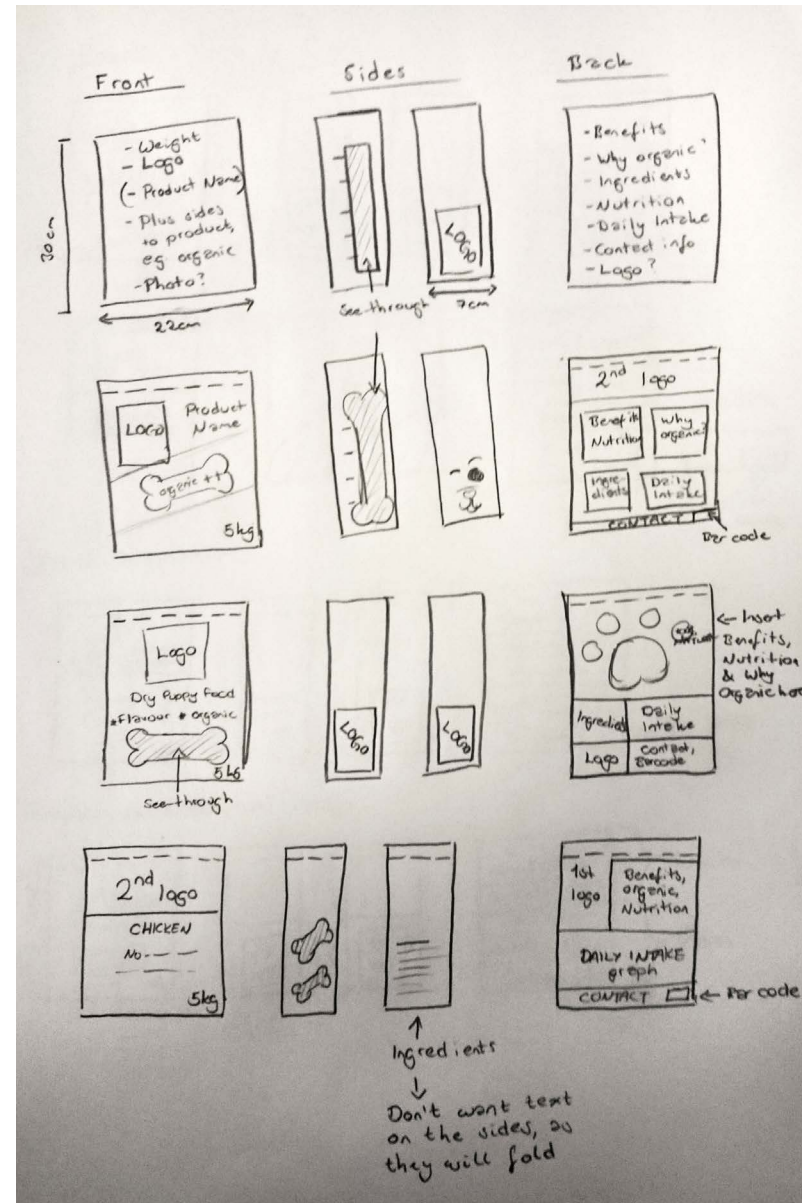 Front
Sides
Back
30cm
- Weight
- Logo
(- Product Name)
- Plus sides
to product,
eg organic
- Photo?
22cm
LOGO
See-through
7cm
- Benefits
- Why organic?
- Ingredients
- Nutrition
- Daily Intake
- Contact info
- Logo?
LOGO
Product
Name
organic ++
5kg
2nd logo
Benefits
Nutrition
Why
organic?
Ingre-
dients
Daily
Intake
CONTACT
Bar code
LOGO
Dry Puppy Food
*Flavour * organic
5kg
See-through
LOGO
LOGO
← Insert
Benefits,
Nutrition
& Why
Organic here
Ingredients
Daily
Intake
Logo
Contact,
Barcode
2nd logo
CHICKEN
No
5kg
Ingredients
Don't want text
on the sides, as
they will fold
1st
logo
Benefits,
organic,
Nutrition
DAILY INTAKE
graph
CONTACT
← Bar code